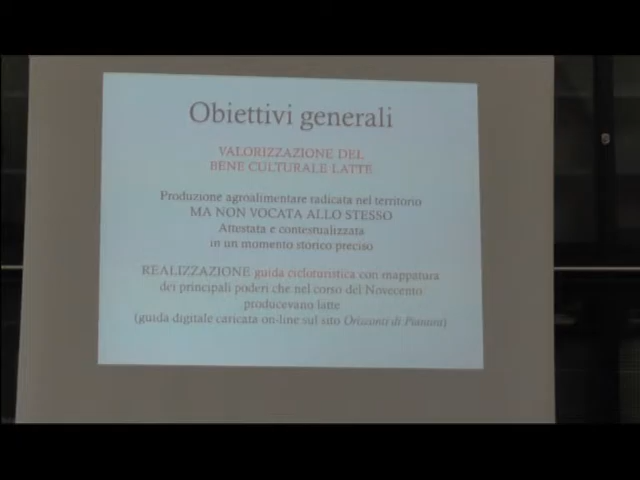 Obiettivi generali
VALORIZZAZIONE DEL
BENE CULTURALE LATTE
Produzione agroalimentare radicata nel territorio
MA NON VOCATA ALLO STESSO
Attestata e contestualizzata
in un momento storico preciso
REALIZZAZIONE guida cicloturistica con mappatura
dei principali poderi che nel corso del Novecento
producevano latte
(guida digitale caricata on-line sul sito Orizzonti di Pianura)